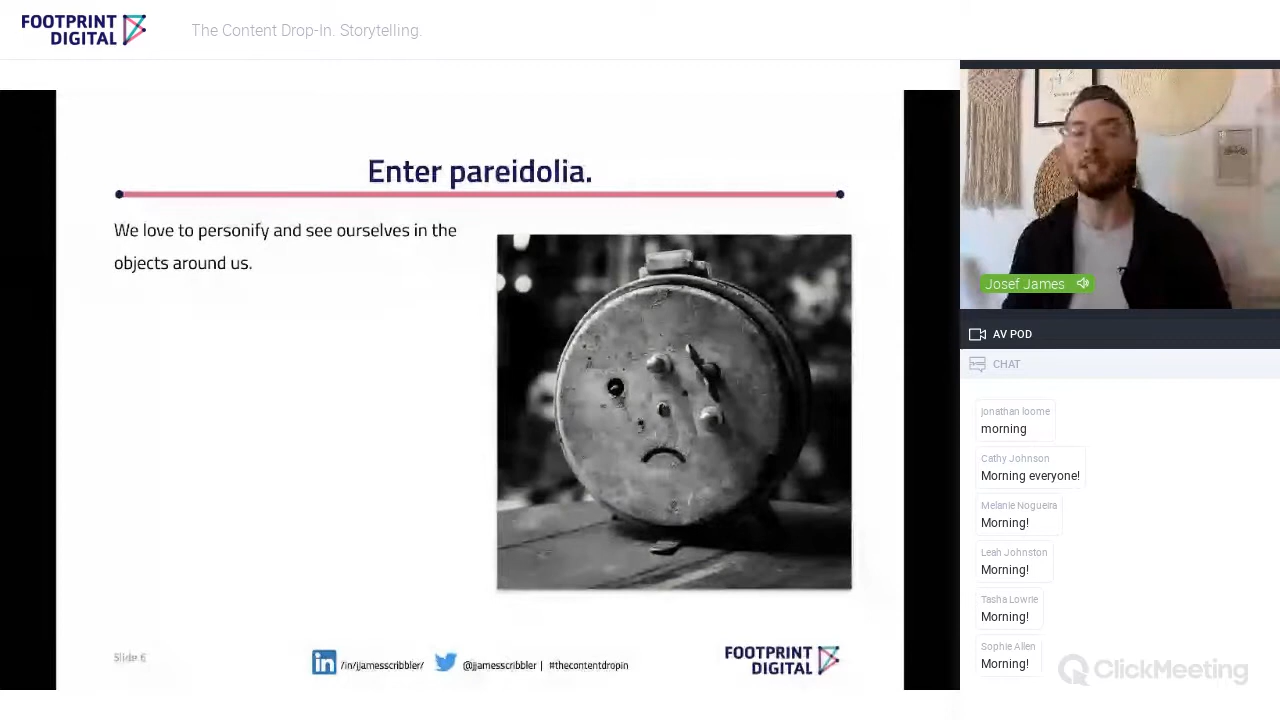 FOOTPRINT
DIGITAL
The Content Drop-In. Storytelling.
Enter pareidolia.
We love to personify and see ourselves in the
objects around us.
Slide 6
/in/jjamesscribbler/
@jjamesscribbler | #thecontentdropin
FOOTPRINT
DIGITAL
Josef James
AV POD
CHAT
jonathan loome
morning
Cathy Johnson
Morning everyone!
Melanie Nogueira
Morning!
Leah Johnston
Morning!
Tasha Lowrie
Morning!
Sophie Allen
Morning!
ClickMeeting